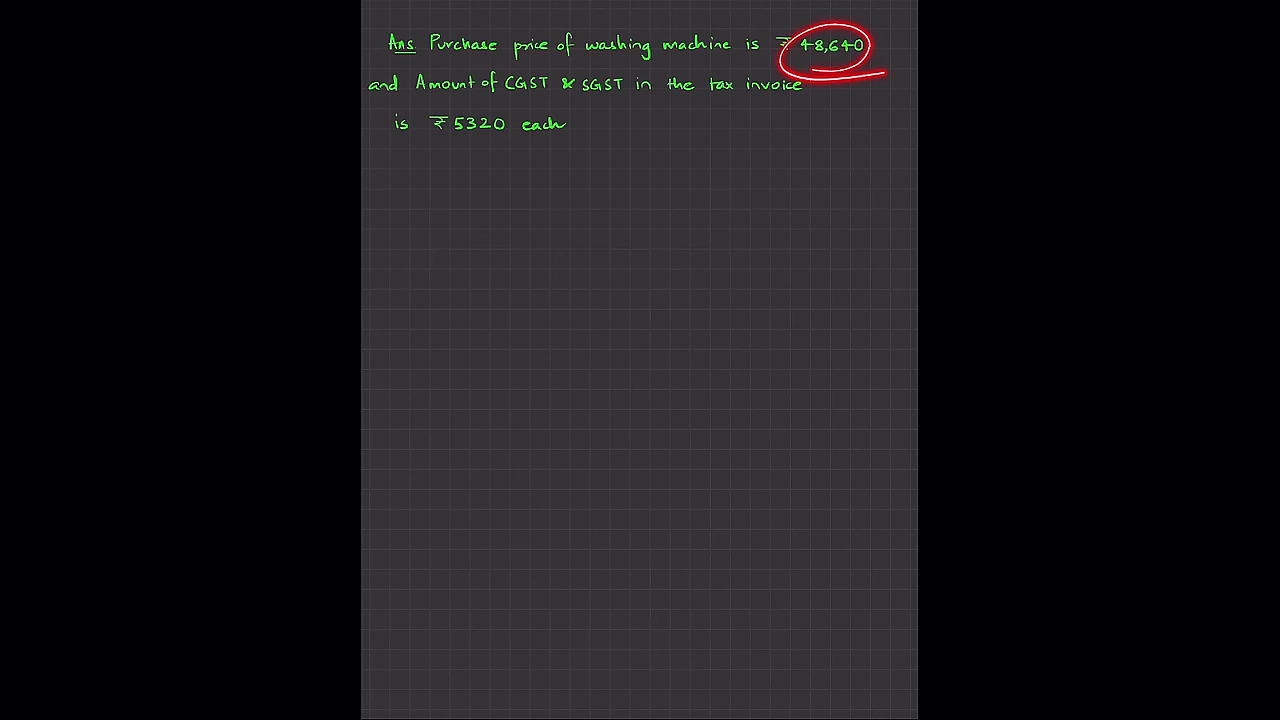 Ans Purchase price of washing machine is ₹ 48,640
and Amount of CGST & SGST in the tax invoice
is ₹5320 each